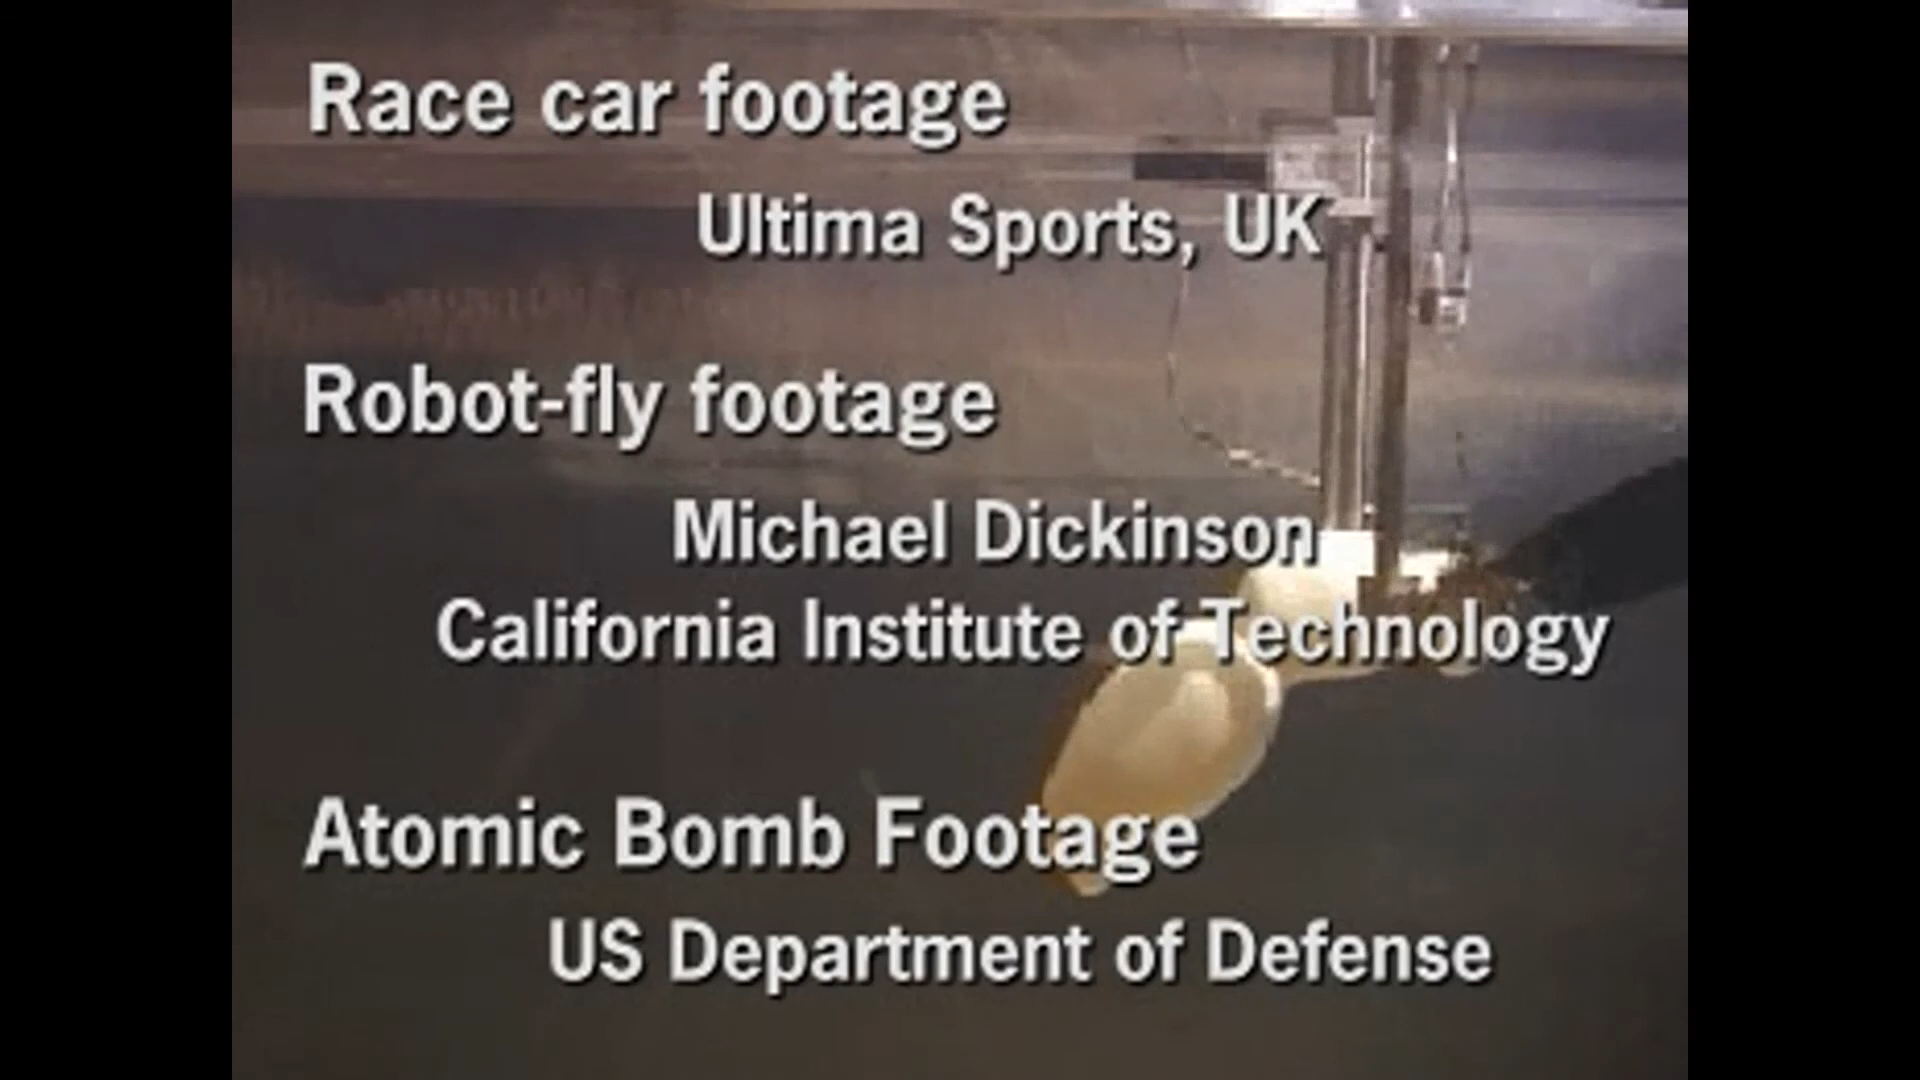 Race car footage
Ultima Sports, UK
Robot-fly footage
Michael Dickinson
California Institute of Technology
Atomic Bomb Footage
US Department of Defense